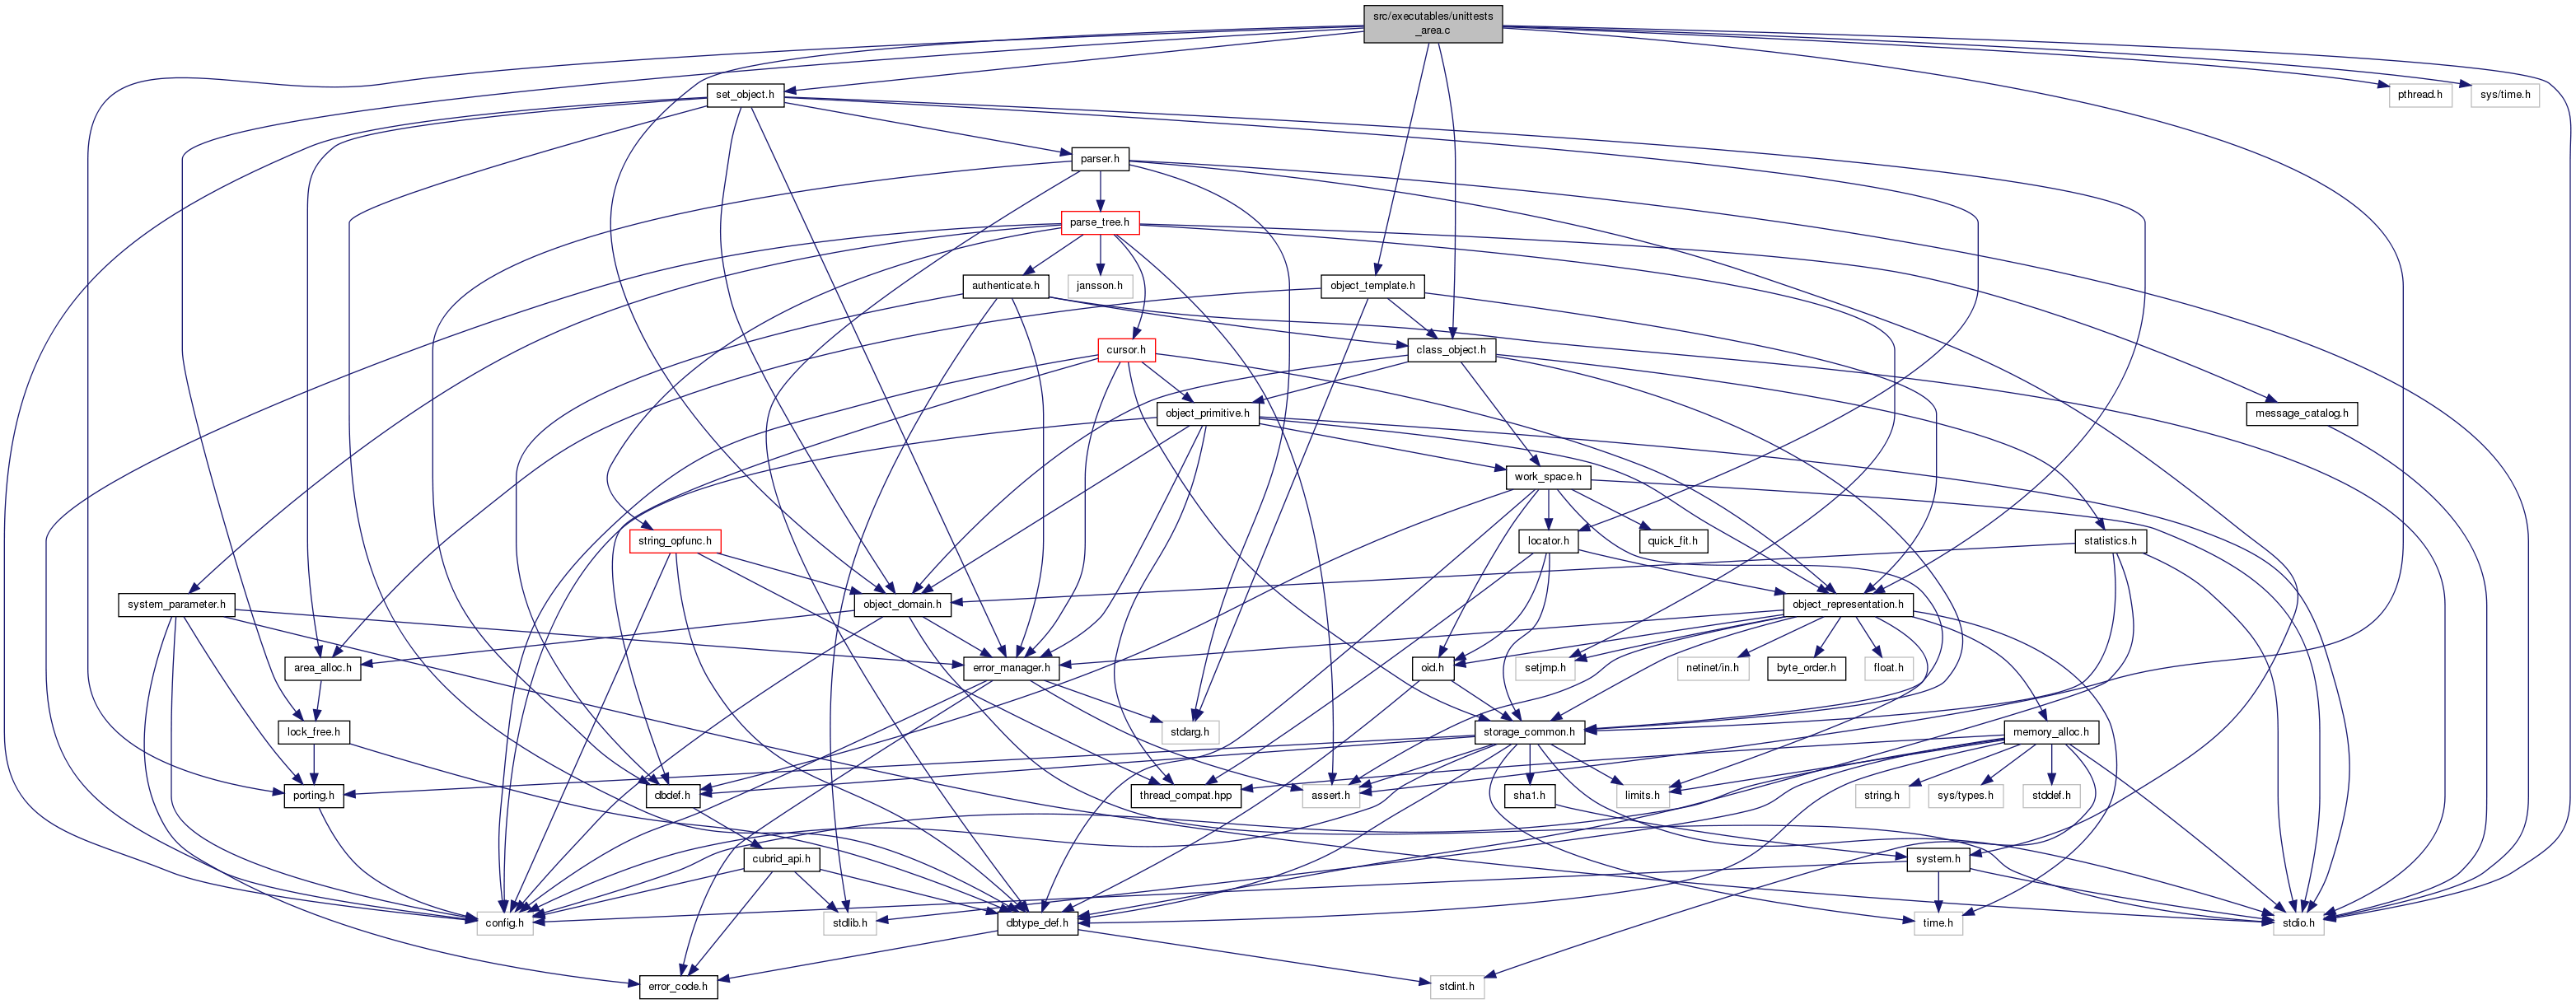 src/executables/unittests
_area.c
set_object.h
pthread.h
sys/time.h
parser.h
parse_tree.h
authenticate.h
jansson.h
object_template.h
cursor.h
class_object.h
object_primitive.h
message_catalog.h
work_space.h
string_opfunc.h
locator.h
quick_fit.h
statistics.h
system_parameter.h
object_domain.h
object_representation.h
area_alloc.h
error_manager.h
oid.h
setjmp.h
netinet/in.h
byte_order.h
float.h
lock_free.h
stdarg.h
storage_common.h
memory_alloc.h
porting.h
dbdef.h
thread_compat.hpp
assert.h
sha1.h
limits.h
string.h
sys/types.h
stddef.h
cubrid_api.h
system.h
config.h
stdlib.h
dbtype_def.h
time.h
stdio.h
error_code.h
stdint.h